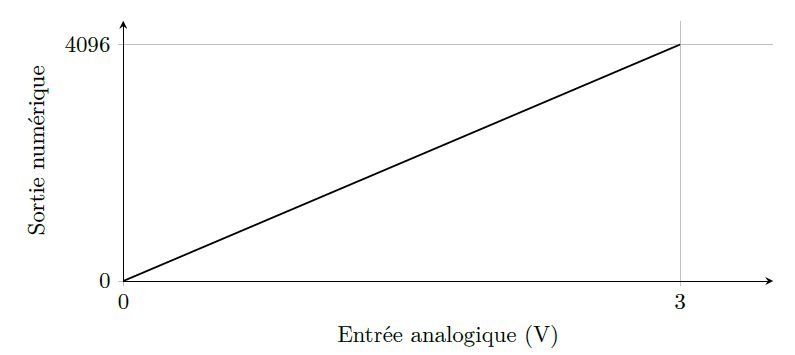 4096
Sortie numérique
0
0
3
Entrée analogique (V)